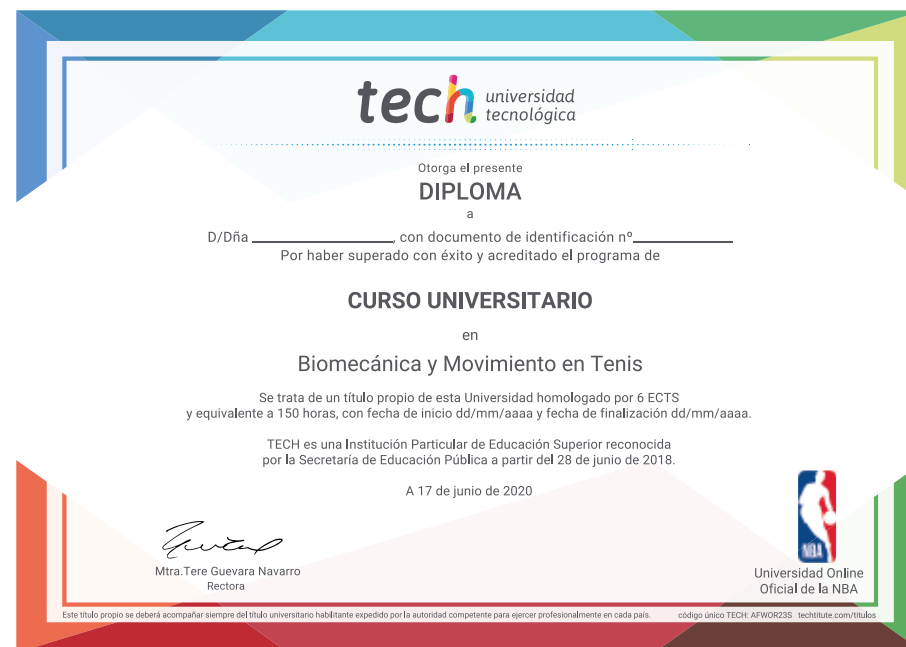 tech universidad
tecnológica
Otorga el presente
DIPLOMA
a
D/Dña ____________________, con documento de identificación nº______________
Por haber superado con éxito y acreditado el programa de
CURSO UNIVERSITARIO
en
Biomecánica y Movimiento en Tenis
Se trata de un título propio de esta Universidad homologado por 6 ECTS
y equivalente a 150 horas, con fecha de inicio dd/mm/aaaa y fecha de finalización dd/mm/aaaa.
TECH es una Institución Particular de Educación Superior reconocida
por la Secretaría de Educación Pública a partir del 28 de junio de 2018.
A 17 de junio de 2020
Mtra.Tere Guevara Navarro
Rectora
NBA
Universidad Online
Oficial de la NBA
Este título propio se deberá acompañar siempre del título universitario habilitante expedido por la autoridad competente para ejercer profesionalmente en cada país. código único TECH: AFWOR23S techtitute.com/titulos